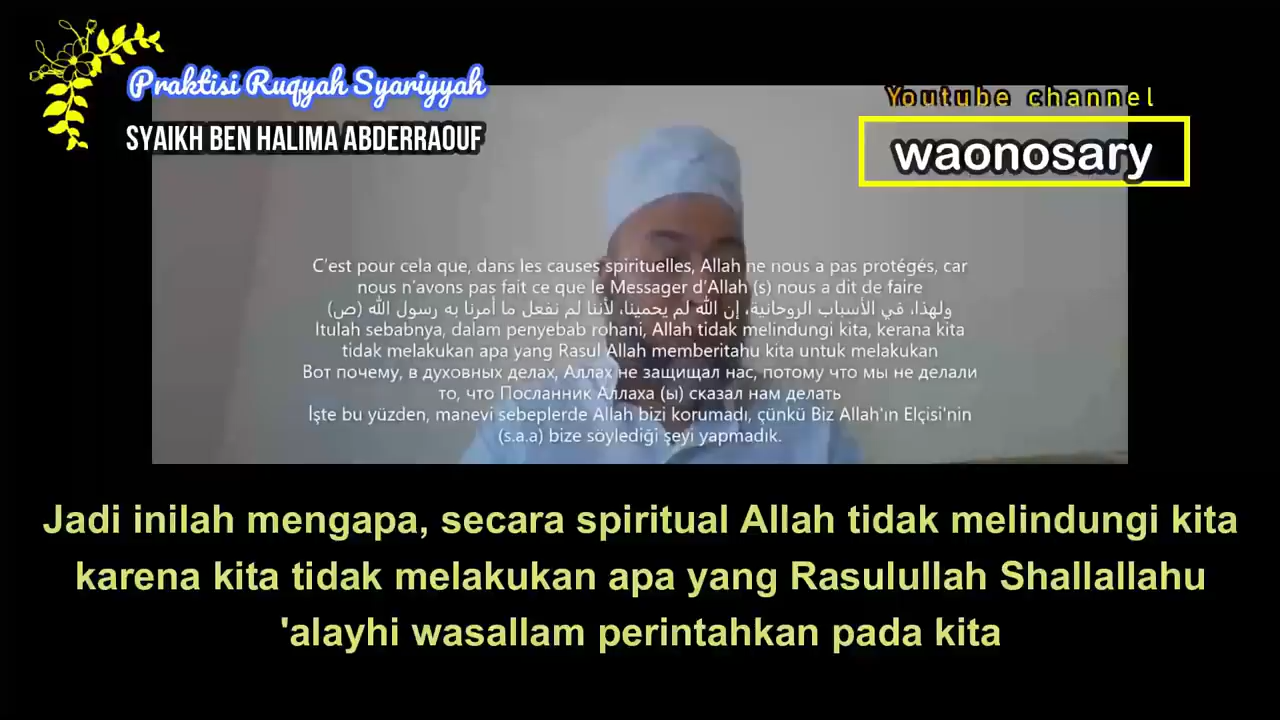 Praktisi Ruqyah Syariyyah
SYAIKH BEN HALIMA ABDERRAOUF
Youtube channel
waonosary
C'est pour cela que, dans les causes spirituelles, Allah ne nous a pas protégés, car
nous n'avons pas fait ce que le Messager d'Allah (s) nous a dit de faire
ولهذا، في الأسباب الروحانية، إن الله لم يحمينا، لأننا لم نفعل ما أمرنا به رسول الله (ص)
Itulah sebabnya, dalam penyebab rohani, Allah tidak melindungi kita, kerana kita
tidak melakukan apa yang Rasul Allah memberitahu kita untuk melakukan
Вот почему, в духовных делах, Аллах не защищал нас, потому что мы не делали
то, что Посланник Аллаха (ы) сказал нам делать
İşte bu yüzden, manevi sebeplerde Allah bizi korumadı, çünkü Biz Allah'ın Elçisi'nin
(s.a.a) bize söylediği şeyi yapmadık.
Jadi inilah mengapa, secara spiritual Allah tidak melindungi kita
karena kita tidak melakukan apa yang Rasulullah Shallallahu
'alayhi wasallam perintahkan pada kita